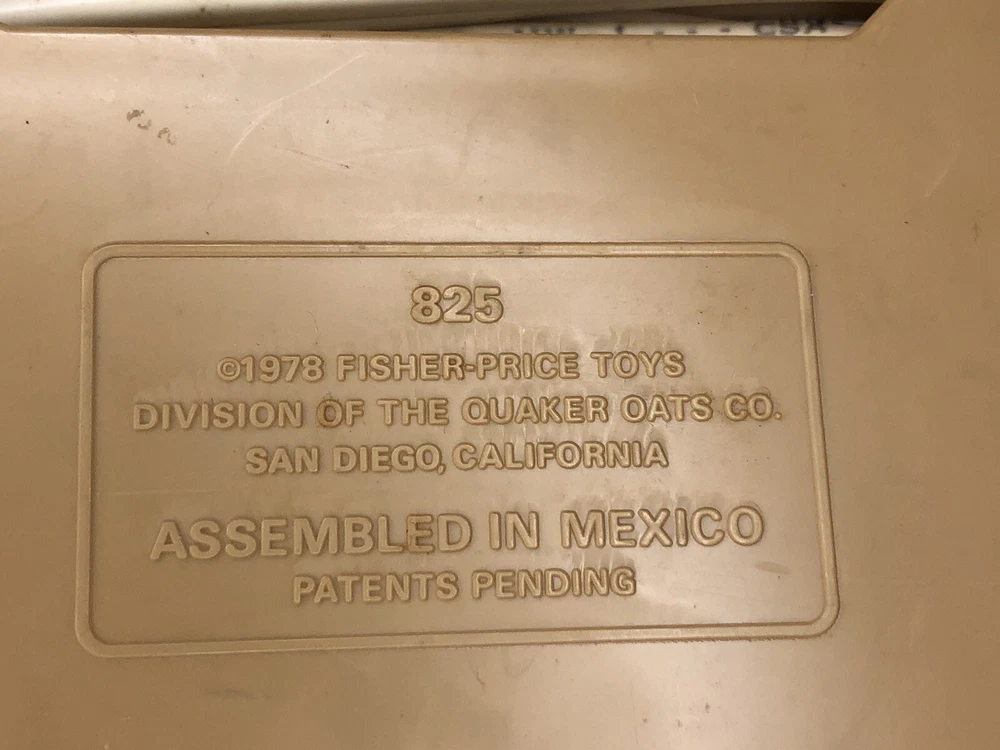 CSA
825
©1978 FISHER-PRICE TOYS
DIVISION OF THE QUAKER OATS CO.
SAN DIEGO, CALIFORNIA
ASSEMBLED IN MEXICO
PATENTS PENDING